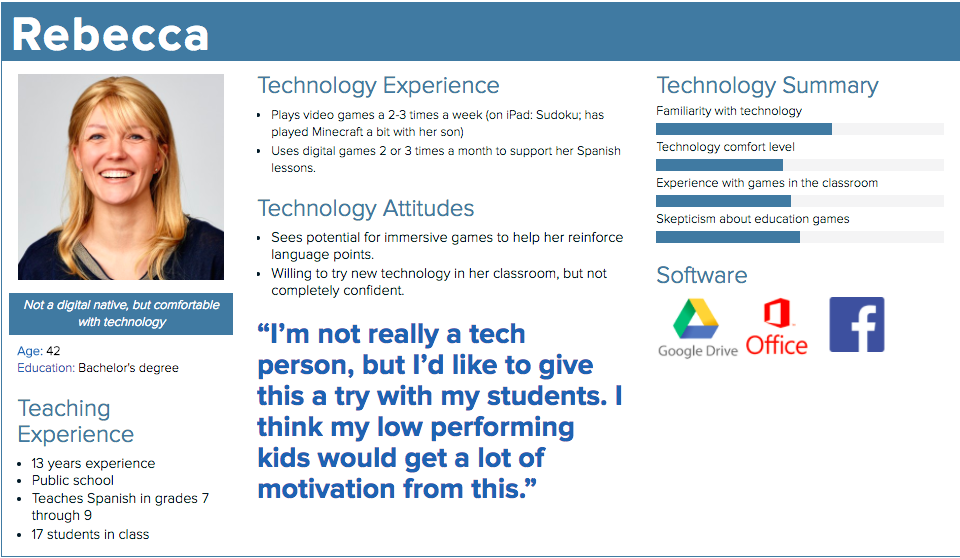 Rebecca
Not a digital native, but comfortable
with technology
Age: 42
Education: Bachelor's degree
Teaching
Experience
• 13 years experience
• Public school
• Teaches Spanish in grades 7
through 9
• 17 students in class
Technology Experience
• Plays video games a 2-3 times a week (on iPad: Sudoku; has
played Minecraft a bit with her son)
• Uses digital games 2 or 3 times a month to support her Spanish
lessons.
Technology Attitudes
• Sees potential for immersive games to help her reinforce
language points.
• Willing to try new technology in her classroom, but not
completely confident.
“I’m not really a tech
person, but I’d like to give
this a try with my students. I
think my low performing
kids would get a lot of
motivation from this.”
Technology Summary
Familiarity with technology
Technology comfort level
Experience with games in the classroom
Skepticism about education games
Software
Google Drive
Office
f